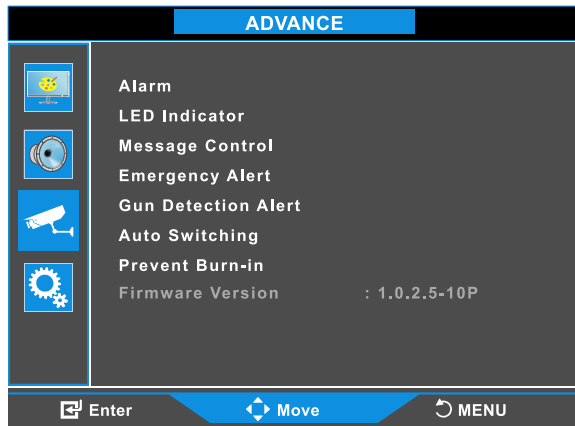 ADVANCE
Alarm
LED Indicator
Message Control
Emergency Alert
Gun Detection Alert
Auto Switching
Prevent Burn-in
Firmware Version : 1.0.2.5-10P
Enter Move MENU